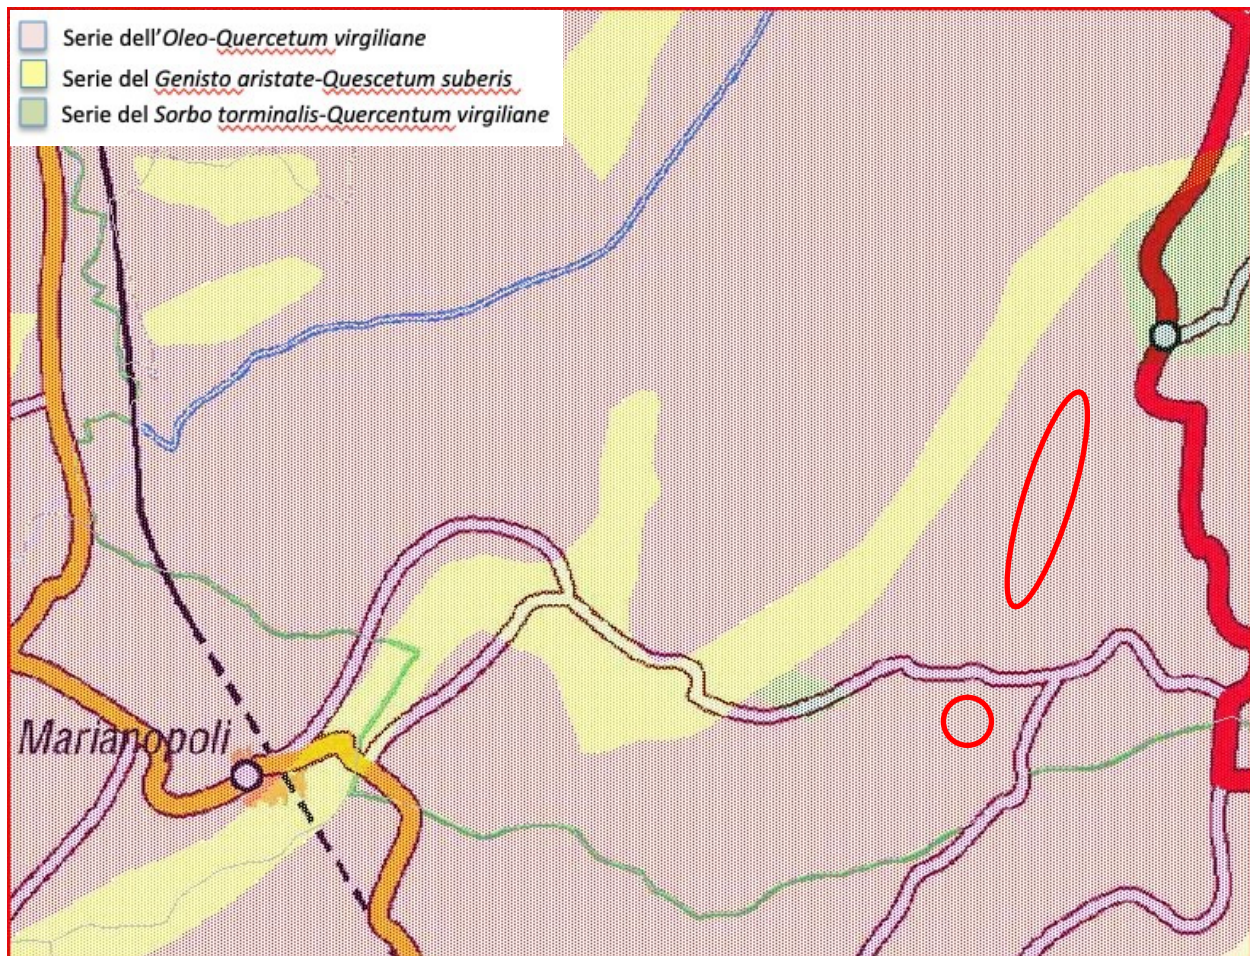 Serie dell’Oleo-Quercetum virgiliane
Serie del Genisto aristate-Quescetum suberis
Serie del Sorbo torminalis-Quercentum virgiliane
Marianopoli